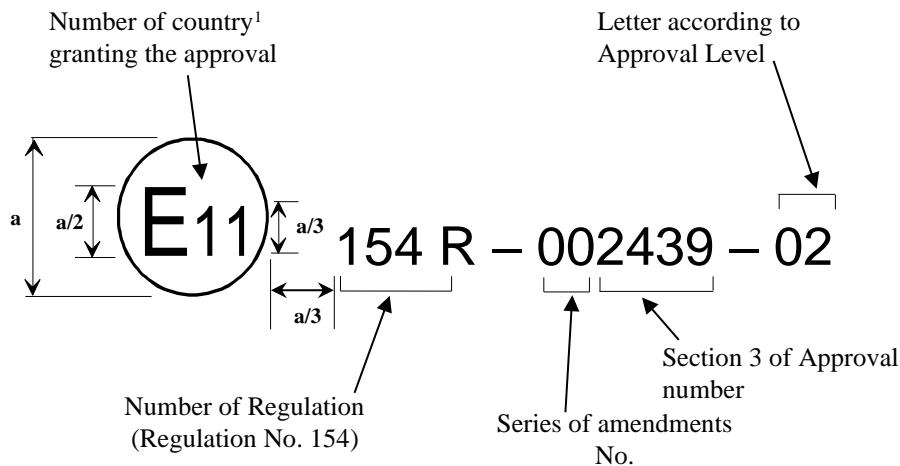 Number of country¹
granting the approval
Letter according to
Approval Level
a
a/2
E11
a/3
154 R – 002439 – 02
a/3
Section 3 of Approval
number
Number of Regulation
(Regulation No. 154)
Series of amendments
No.